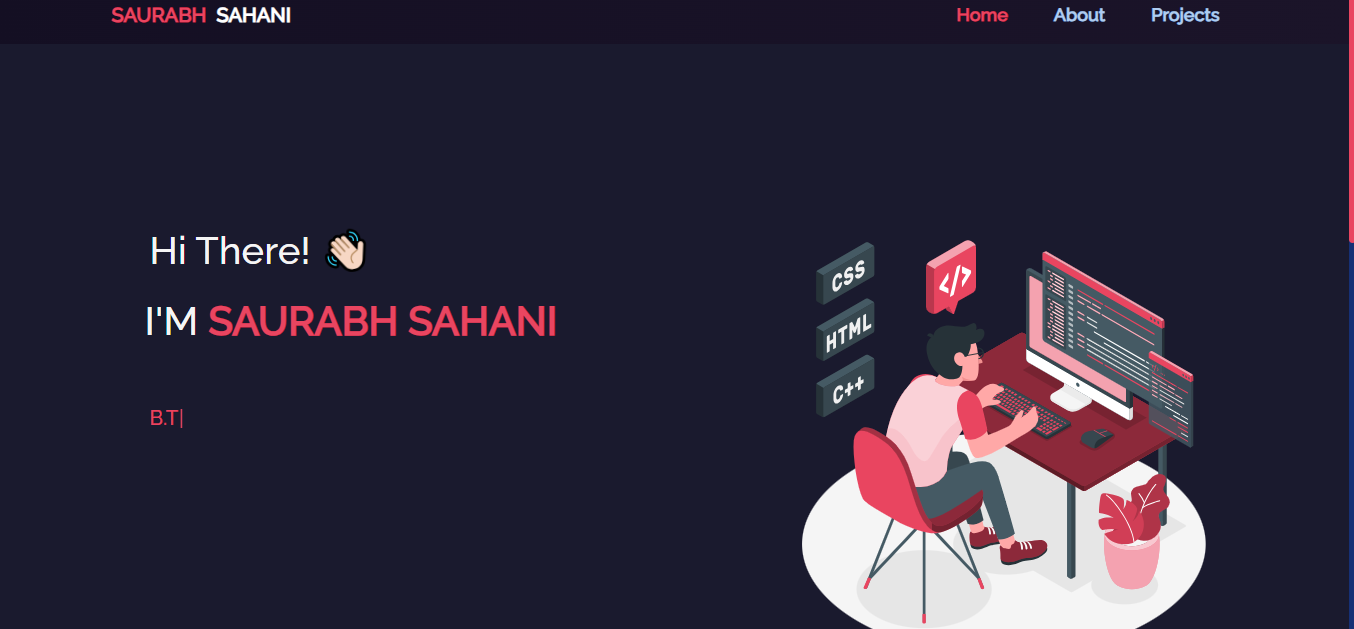 SAURABH SAHANI
Home About Projects
Hi There!
I'M SAURABH SAHANI
B.T|
CSS
</>
HTML
C++